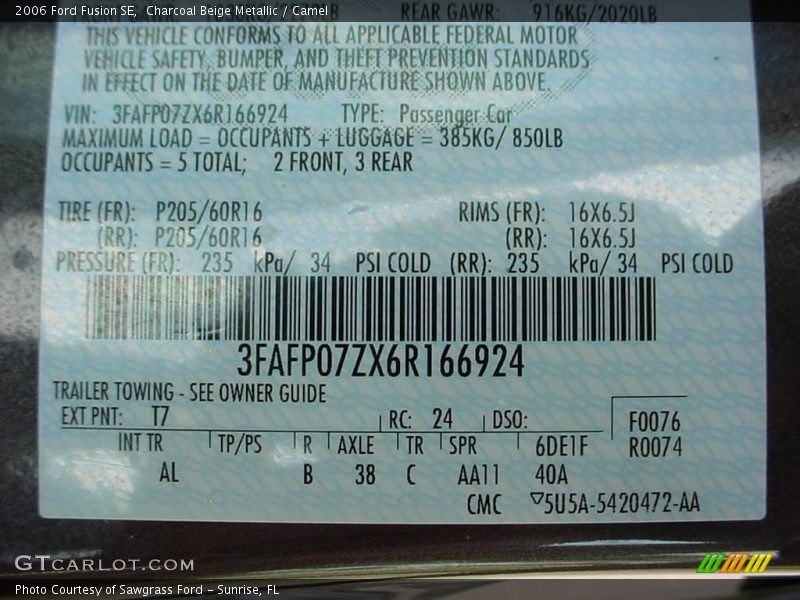 2006 Ford Fusion SE, Charcoal Beige Metallic / Camel
REAR GAWR: 916KG/2020LB
THIS VEHICLE CONFORMS TO ALL APPLICABLE FEDERAL MOTOR
VEHICLE SAFETY, BUMPER, AND THEFT PREVENTION STANDARDS
IN EFFECT ON THE DATE OF MANUFACTURE SHOWN ABOVE.
VIN: 3FAFP07ZX6R166924 TYPE: Passenger Car
MAXIMUM LOAD = OCCUPANTS + LUGGAGE = 385KG/ 850LB
OCCUPANTS = 5 TOTAL; 2 FRONT, 3 REAR
TIRE (FR): P205/60R16 RIMS (FR): 16X6.5J
(RR): P205/60R16 (RR): 16X6.5J
PRESSURE (FR): 235 kPa/ 34 PSI COLD (RR): 235 kPa/ 34 PSI COLD
3FAFP07ZX6R166924
TRAILER TOWING - SEE OWNER GUIDE
EXT PNT: T7 RC: 24 DSO: F0076
INT TR TP/PS R AXLE TR SPR 6DE1F R0074
AL B 38 C AA11 40A
CMC ▽5U5A-5420472-AA
GTCARLOT.COM
Photo Courtesy of Sawgrass Ford - Sunrise, FL